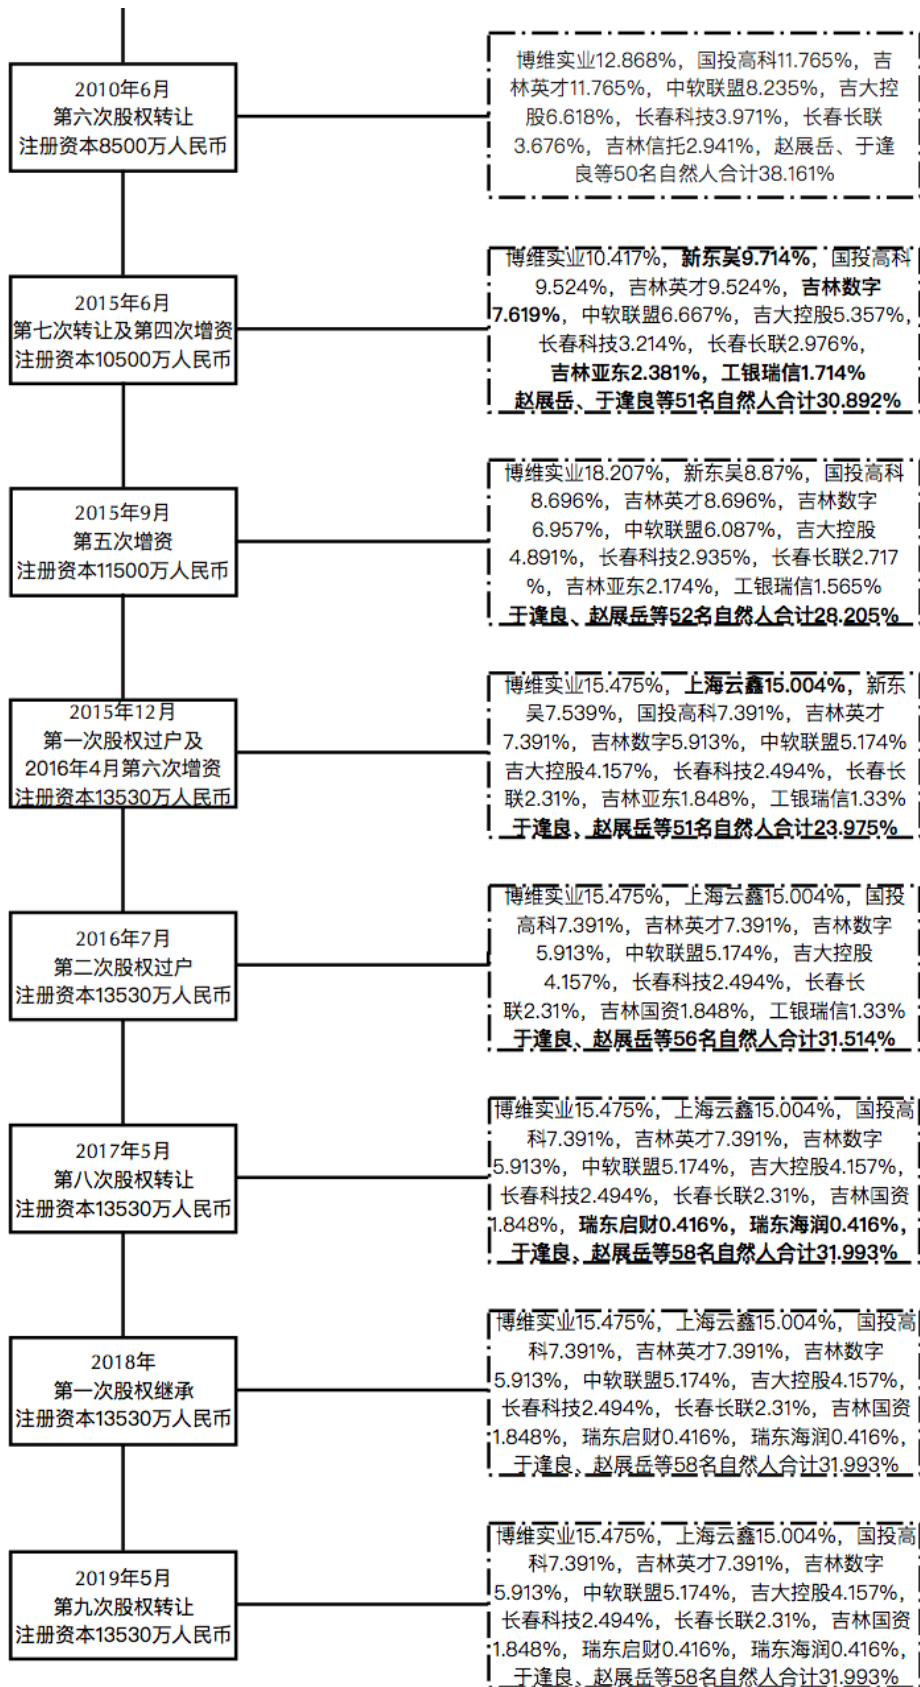 2010年6月
第六次股权转让
注册资本8500万人民币
博维实业12.868%，国投高科11.765%，吉
林英才11.765%，中软联盟8.235%，吉大控
股6.618%，长春科技3.971%，长春长联
3.676%，吉林信托2.941%，赵展岳、于逢
良等50名自然人合计38.161%
2015年6月
第七次转让及第四次增资
注册资本10500万人民币
博维实业10.417%，新东吴9.714%，国投高科
9.524%，吉林英才9.524%，吉林数字
7.619%，中软联盟6.667%，吉大控股5.357%，
长春科技3.214%，长春长联2.976%，
吉林亚东2.381%，工银瑞信1.714%
赵展岳、于逢良等51名自然人合计30.892%
2015年9月
第五次增资
注册资本11500万人民币
博维实业18.207%，新东吴8.87%，国投高科
8.696%，吉林英才8.696%，吉林数字
6.957%，中软联盟6.087%，吉大控股
4.891%，长春科技2.935%，长春长联2.717
%，吉林亚东2.174%，工银瑞信1.565%
于逢良、赵展岳等52名自然人合计28.205%
2015年12月
第一次股权过户及
2016年4月第六次增资
注册资本13530万人民币
博维实业15.475%，上海云鑫15.004%，新东
吴7.539%，国投高科7.391%，吉林英才
7.391%，吉林数字5.913%，中软联盟5.174%
吉大控股4.157%，长春科技2.494%，长春长
联2.31%，吉林亚东1.848%，工银瑞信1.33%
于逢良、赵展岳等51名自然人合计23.975%
2016年7月
第二次股权过户
注册资本13530万人民币
博维实业15.475%，上海云鑫15.004%，国投
高科7.391%，吉林英才7.391%，吉林数字
5.913%，中软联盟5.174%，吉大控股
4.157%，长春科技2.494%，长春长
联2.31%，吉林国资1.848%，工银瑞信1.33%
于逢良、赵展岳等56名自然人合计31.514%
2017年5月
第八次股权转让
注册资本13530万人民币
博维实业15.475%，上海云鑫15.004%，国投高
科7.391%，吉林英才7.391%，吉林数字
5.913%，中软联盟5.174%，吉大控股4.157%，
长春科技2.494%，长春长联2.31%，吉林国资
1.848%，瑞东启财0.416%，瑞东海润0.416%，
于逢良、赵展岳等58名自然人合计31.993%
2018年
第一次股权继承
注册资本13530万人民币
博维实业15.475%，上海云鑫15.004%，国投高
科7.391%，吉林英才7.391%，吉林数字
5.913%，中软联盟5.174%，吉大控股4.157%，
长春科技2.494%，长春长联2.31%，吉林国资
1.848%，瑞东启财0.416%，瑞东海润0.416%，
于逢良、赵展岳等58名自然人合计31.993%
2019年5月
第九次股权转让
注册资本13530万人民币
博维实业15.475%，上海云鑫15.004%，国投高
科7.391%，吉林英才7.391%，吉林数字
5.913%，中软联盟5.174%，吉大控股4.157%，
长春科技2.494%，长春长联2.31%，吉林国资
1.848%，瑞东启财0.416%，瑞东海润0.416%，
于逢良、赵展岳等58名自然人合计31.993%